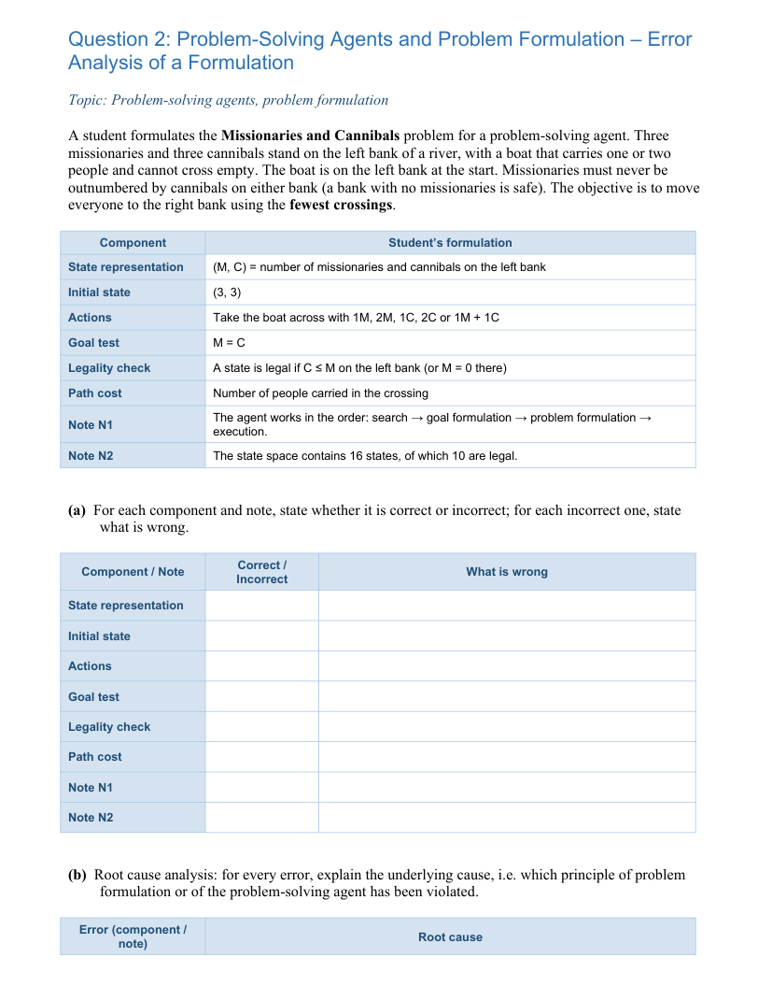 Question 2: Problem-Solving Agents and Problem Formulation – Error
Analysis of a Formulation
Topic: Problem-solving agents, problem formulation
A student formulates the Missionaries and Cannibals problem for a problem-solving agent. Three
missionaries and three cannibals stand on the left bank of a river, with a boat that carries one or two
people and cannot cross empty. The boat is on the left bank at the start. Missionaries must never be
outnumbered by cannibals on either bank (a bank with no missionaries is safe). The objective is to move
everyone to the right bank using the fewest crossings.
Component Student’s formulation
State representation (M, C) = number of missionaries and cannibals on the left bank
Initial state (3, 3)
Actions Take the boat across with 1M, 2M, 1C, 2C or 1M + 1C
Goal test M = C
Legality check A state is legal if C ≤ M on the left bank (or M = 0 there)
Path cost Number of people carried in the crossing
Note N1 The agent works in the order: search → goal formulation → problem formulation →
execution.
Note N2 The state space contains 16 states, of which 10 are legal.
(a) For each component and note, state whether it is correct or incorrect; for each incorrect one, state
what is wrong.
Component / Note Correct / Incorrect What is wrong
State representation
Initial state
Actions
Goal test
Legality check
Path cost
Note N1
Note N2
(b) Root cause analysis: for every error, explain the underlying cause, i.e. which principle of problem
formulation or of the problem-solving agent has been violated.
Error (component / note) Root cause